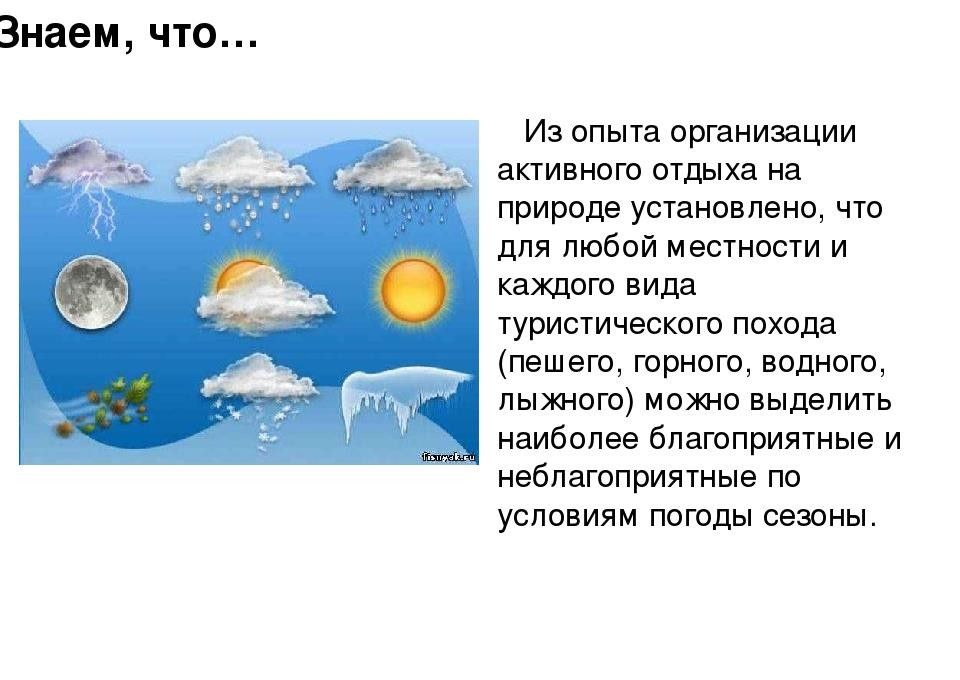 Знаем, что…
Из опыта организации
активного отдыха на
природе установлено, что
для любой местности и
каждого вида
туристического похода
(пешего, горного, водного,
лыжного) можно выделить
наиболее благоприятные и
неблагоприятные по
условиям погоды сезоны.